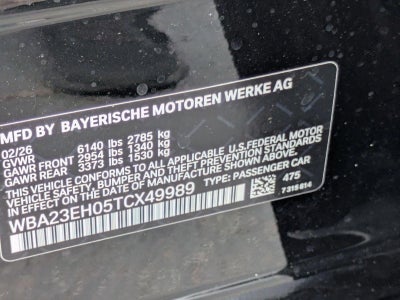 MFD BY BAYERISCHE MOTOREN WERKE AG
02/26
GVWR 6140 lbs 2785 kg
GAWR FRONT 2954 lbs 1340 kg
GAWR REAR 3373 lbs 1530 kg
THIS VEHICLE CONFORMS TO ALL APPLICABLE U.S. FEDERAL MOTOR
VEHICLE SAFETY, BUMPER AND THEFT PREVENTION STANDARDS
IN EFFECT ON THE DATE OF MANUFACTURE SHOWN ABOVE.
WBA23EH05TCX49989 TYPE: PASSENGER CAR
475
7315614